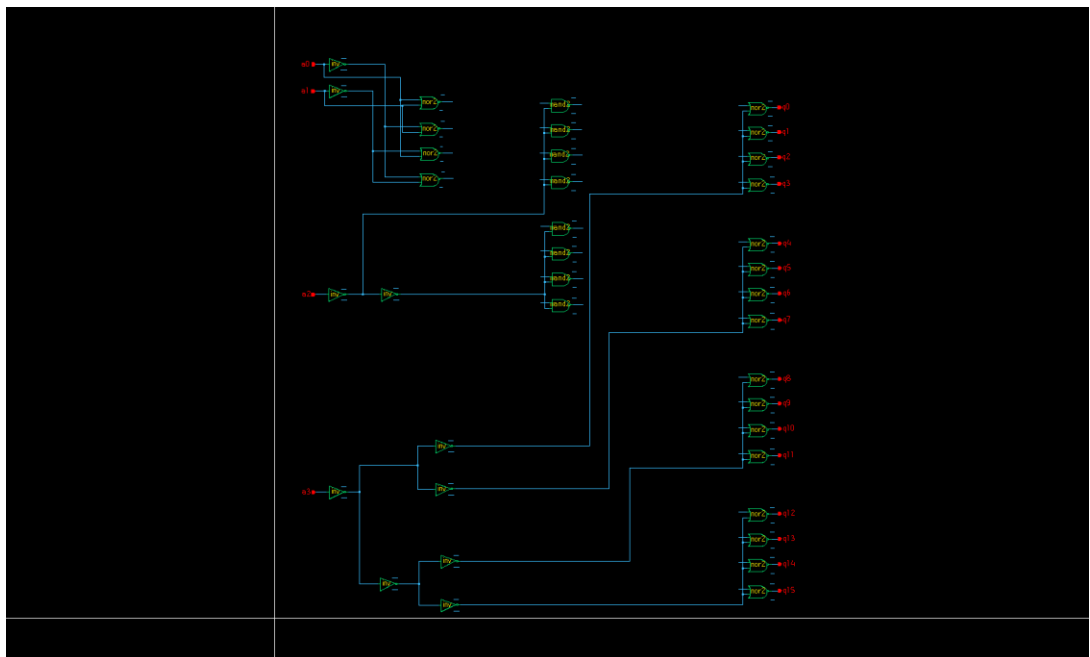 a0
inv
a1
inv
nor2
nor2
nor2
nor2
nand2
nand2
nand2
nand2
nand2
nand2
nand2
nand2
nor2
q0
nor2
q1
nor2
q2
nor2
q3
a2
inv
inv
nor2
q4
nor2
q5
nor2
q6
nor2
q7
nor2
q8
nor2
q9
nor2
q10
nor2
q11
inv
a3
inv
inv
inv
inv
inv
nor2
q12
nor2
q13
nor2
q14
nor2
q15